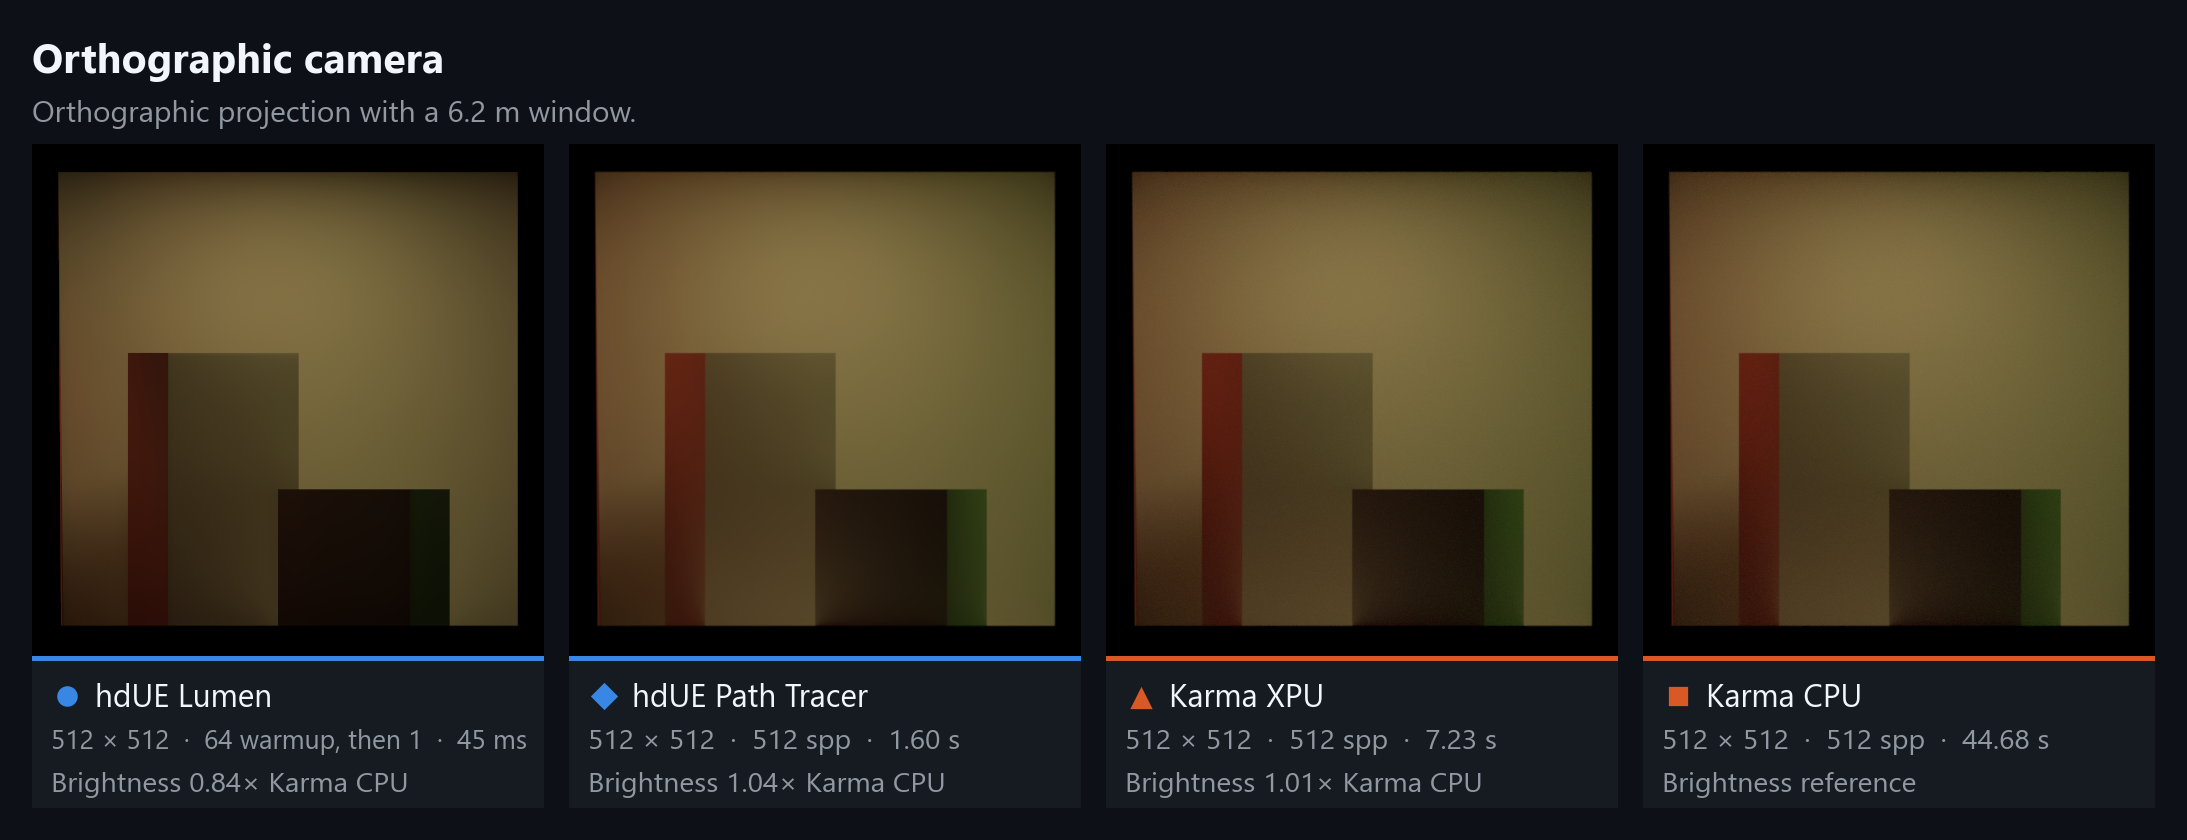 Orthographic camera
Orthographic projection with a 6.2 m window.
hdUE Lumen
512 × 512 · 64 warmup, then 1 · 45 ms
Brightness 0.84× Karma CPU
hdUE Path Tracer
512 × 512 · 512 spp · 1.60 s
Brightness 1.04× Karma CPU
Karma XPU
512 × 512 · 512 spp · 7.23 s
Brightness 1.01× Karma CPU
Karma CPU
512 × 512 · 512 spp · 44.68 s
Brightness reference